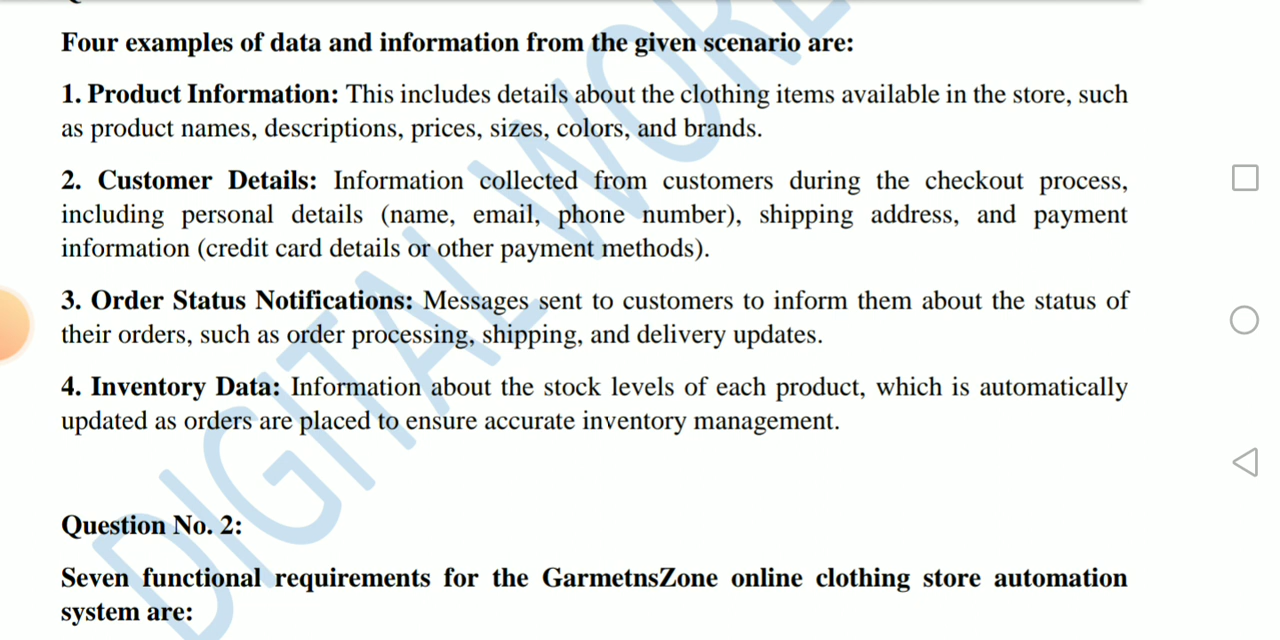 Four examples of data and information from the given scenario are:
1. Product Information: This includes details about the clothing items available in the store, such
as product names, descriptions, prices, sizes, colors, and brands.
2. Customer Details: Information collected from customers during the checkout process,
including personal details (name, email, phone number), shipping address, and payment
information (credit card details or other payment methods).
3. Order Status Notifications: Messages sent to customers to inform them about the status of
their orders, such as order processing, shipping, and delivery updates.
4. Inventory Data: Information about the stock levels of each product, which is automatically
updated as orders are placed to ensure accurate inventory management.
Question No. 2:
Seven functional requirements for the GarmetnsZone online clothing store automation
system are:
DIGITAL